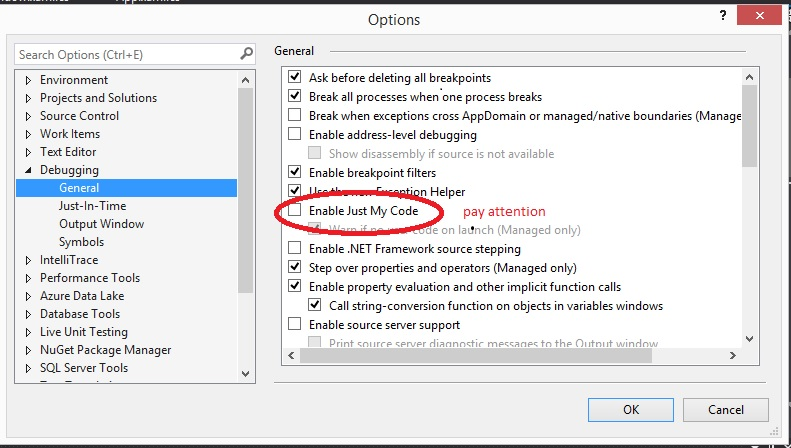 Options
?
Search Options (Ctrl+E)
Environment
Projects and Solutions
Source Control
Work Items
Text Editor
Debugging
General
Just-In-Time
Output Window
Symbols
IntelliTrace
Performance Tools
Azure Data Lake
Database Tools
Live Unit Testing
NuGet Package Manager
SQL Server Tools
General
Ask before deleting all breakpoints
Break all processes when one process breaks
Break when exceptions cross AppDomain or managed/native boundaries (Manage
Enable address-level debugging
Show disassembly if source is not available
Enable breakpoint filters
Use the new Exception Helper
Enable Just My Code
pay attention
Warn if no user code on launch (Managed only)
Enable .NET Framework source stepping
Step over properties and operators (Managed only)
Enable property evaluation and other implicit function calls
Call string-conversion function on objects in variables windows
Enable source server support
Print source server diagnostic messages to the Output window
OK
Cancel